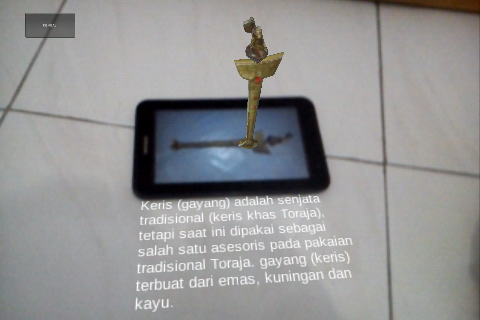 Keris (gayang) adalah senjata
tradisional (keris khas Toraja),
tetapi saat ini dipakai sebagai
salah satu asesoris pada pakaian
tradisional Toraja. gayang (keris)
terbuat dari emas, kuningan dan
kayu.